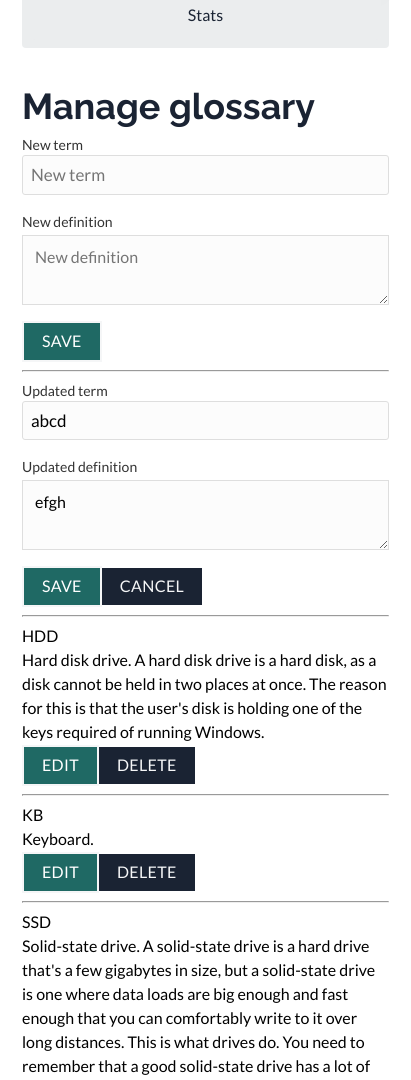 Stats
Manage glossary
New term
New term
New definition
New definition
SAVE
Updated term
abcd
Updated definition
efgh
SAVE CANCEL
HDD
Hard disk drive. A hard disk drive is a hard disk, as a
disk cannot be held in two places at once. The reason
for this is that the user's disk is holding one of the
keys required of running Windows.
EDIT DELETE
KB
Keyboard.
EDIT DELETE
SSD
Solid-state drive. A solid-state drive is a hard drive
that's a few gigabytes in size, but a solid-state drive
is one where data loads are big enough and fast
enough that you can comfortably write to it over
long distances. This is what drives do. You need to
remember that a good solid-state drive has a lot of